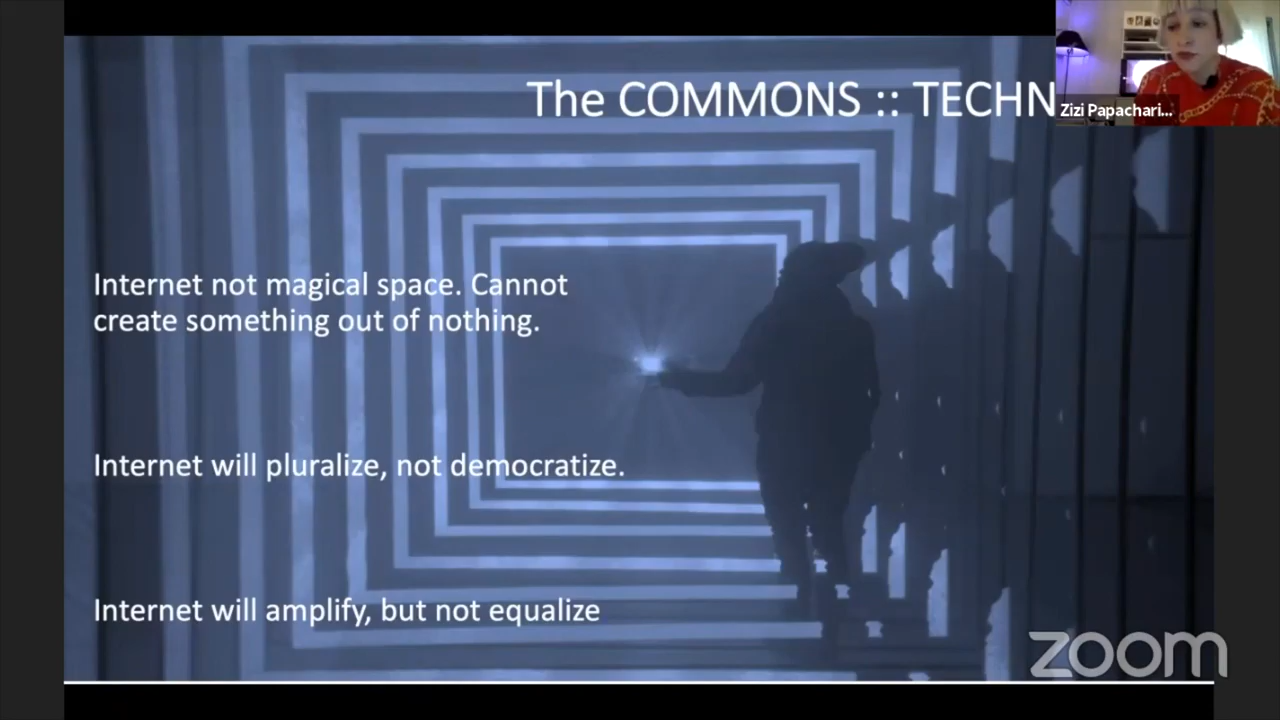 The COMMONS :: TECHN
Zizi Papachari...
Internet not magical space. Cannot
create something out of nothing.
Internet will pluralize, not democratize.
Internet will amplify, but not equalize
zoom